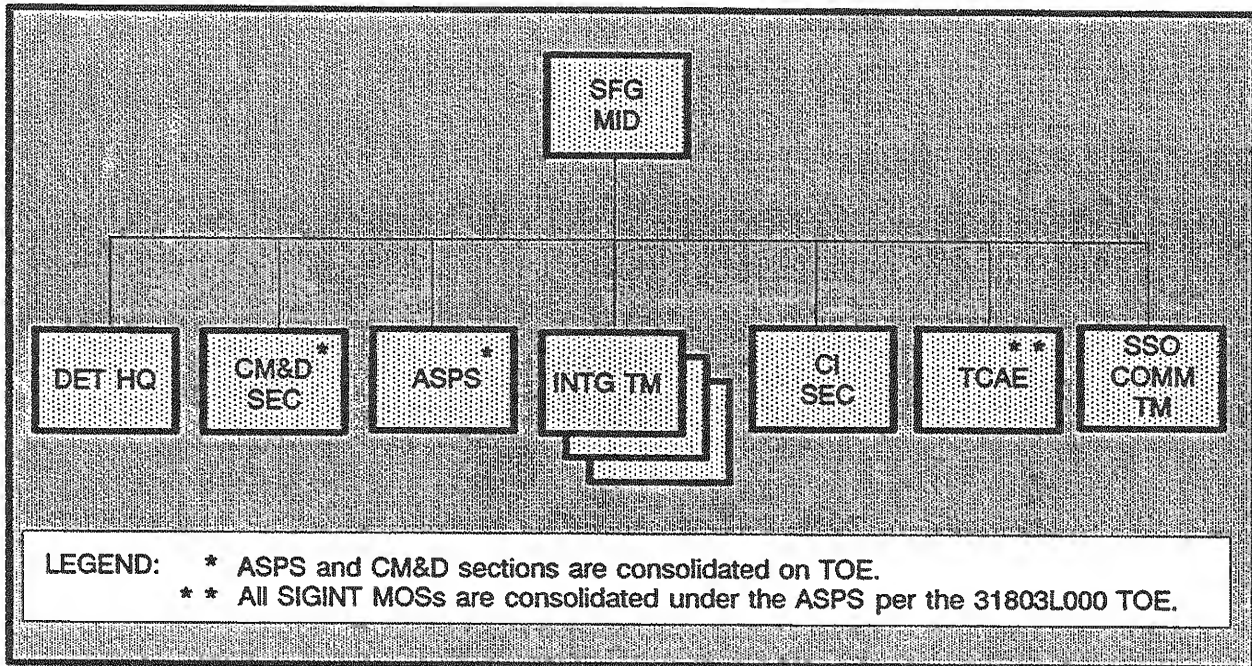 SFG
MID
DET HQ
CM&D *
SEC
ASPS *
INTG TM
CI
SEC
* *
TCAE
SSO
COMM
TM
LEGEND: * ASPS and CM&D sections are consolidated on TOE.
* * All SIGINT MOSs are consolidated under the ASPS per the 31803L000 TOE.